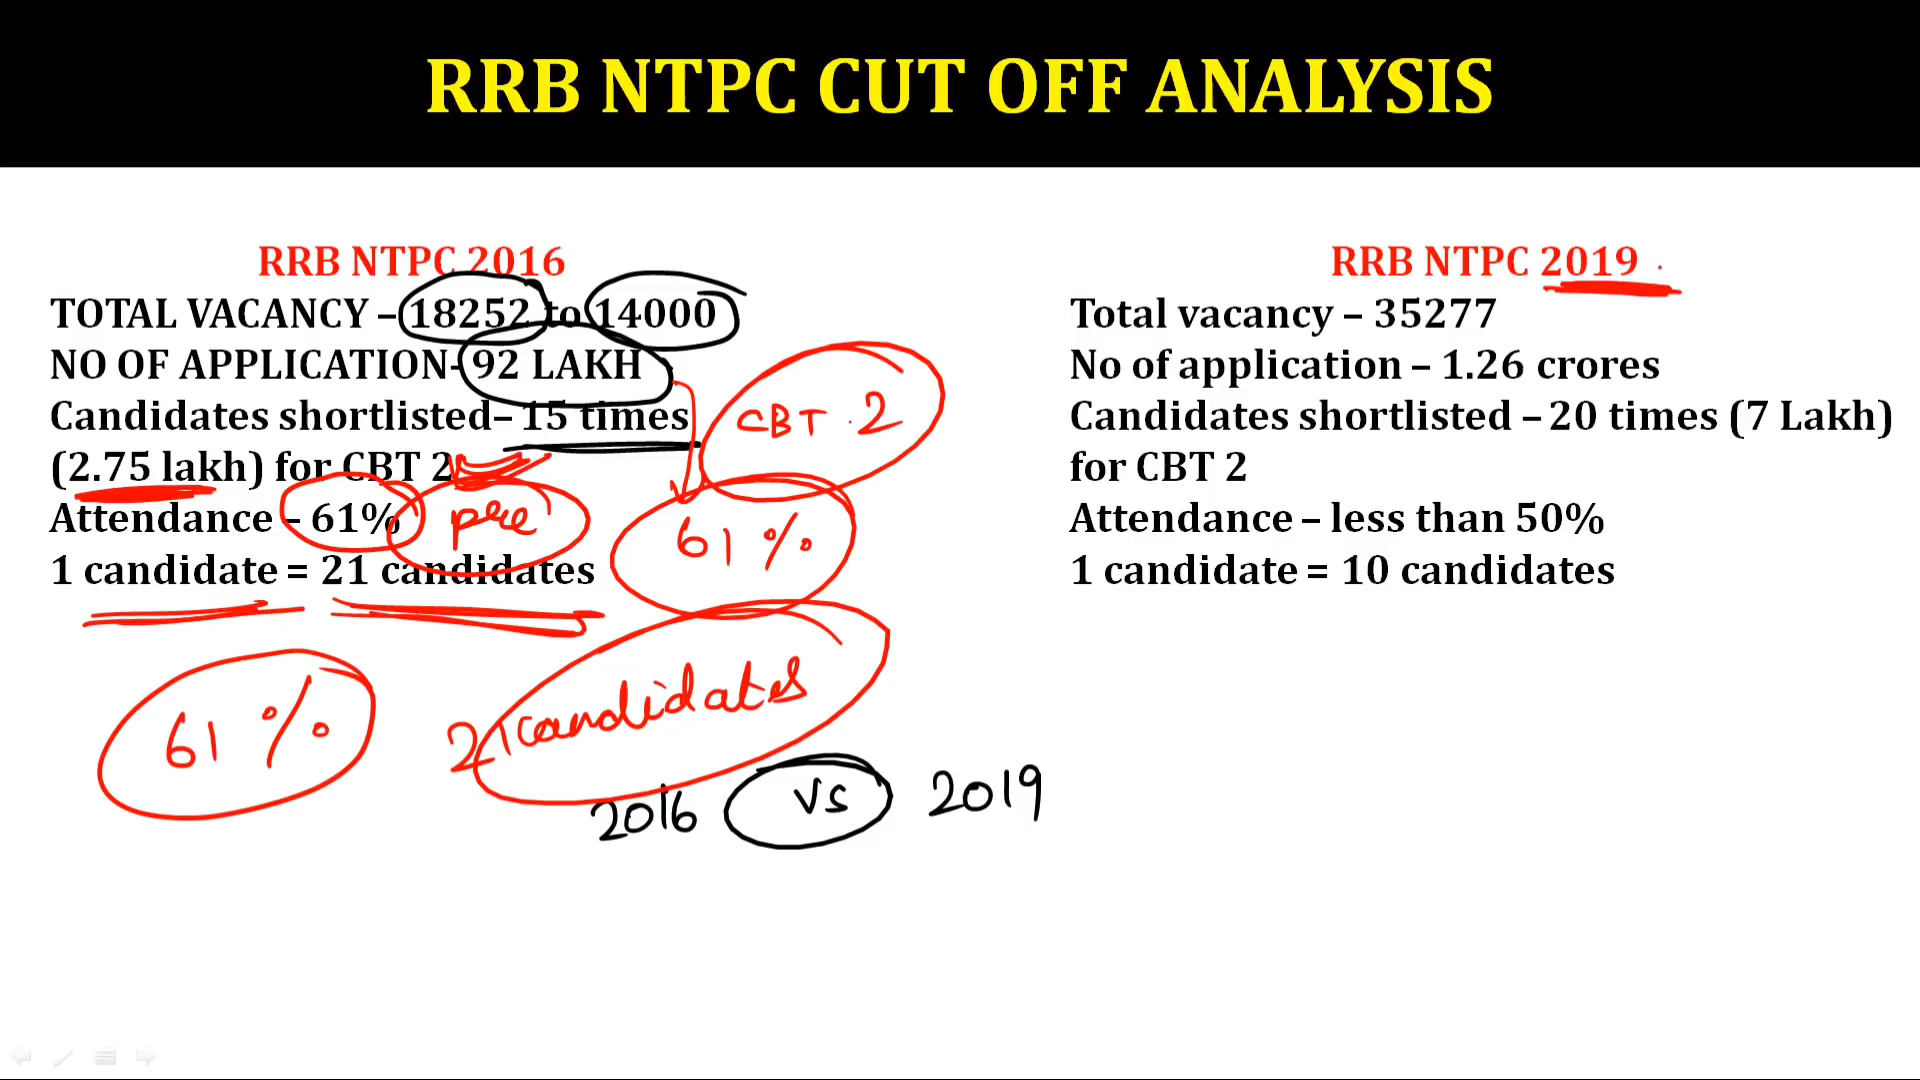 RRB NTPC CUT OFF ANALYSIS
RRB NTPC 2016
TOTAL VACANCY – 18252 to 14000
NO OF APPLICATION- 92 LAKH
Candidates shortlisted– 15 times
(2.75 lakh) for CBT 2
Attendance – 61%
1 candidate = 21 candidates
CBT 2
pre
61 %
61 %
21 candidates
2016 vs 2019
RRB NTPC 2019
Total vacancy – 35277
No of application – 1.26 crores
Candidates shortlisted – 20 times (7 Lakh)
for CBT 2
Attendance – less than 50%
1 candidate = 10 candidates